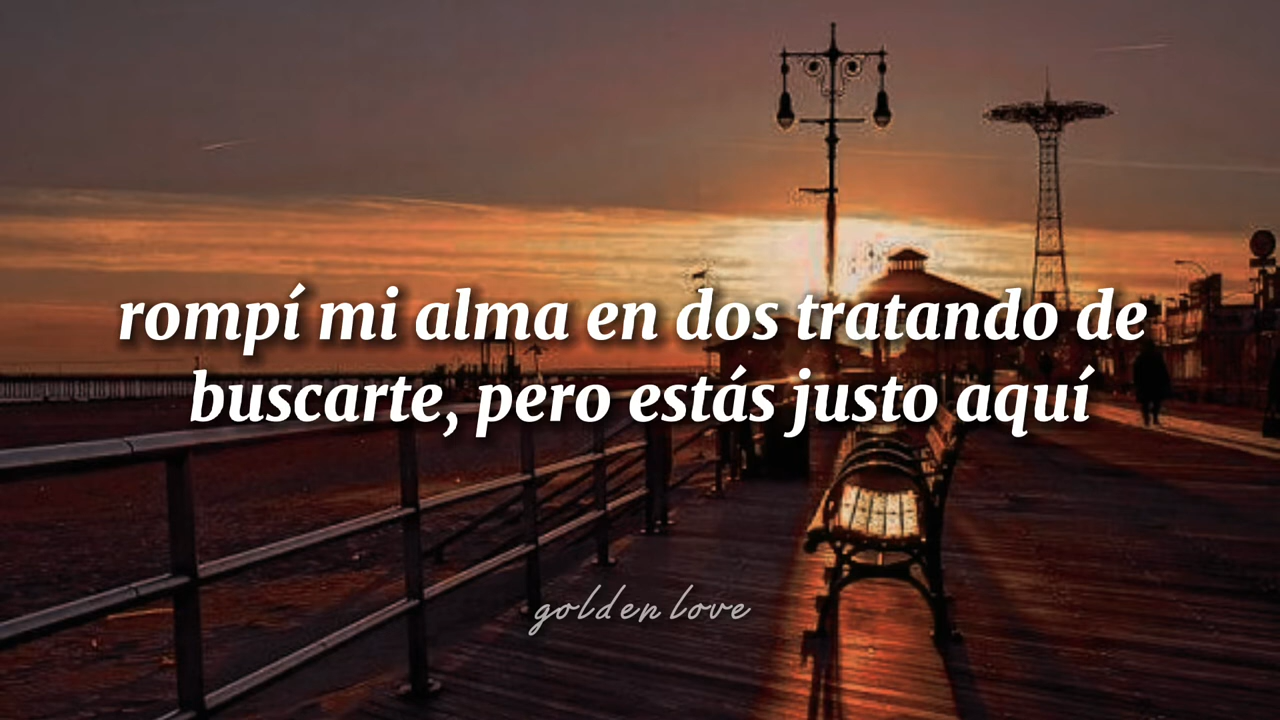 rompí mi alma en dos tratando de
buscarte, pero estás justo aquí
golden love